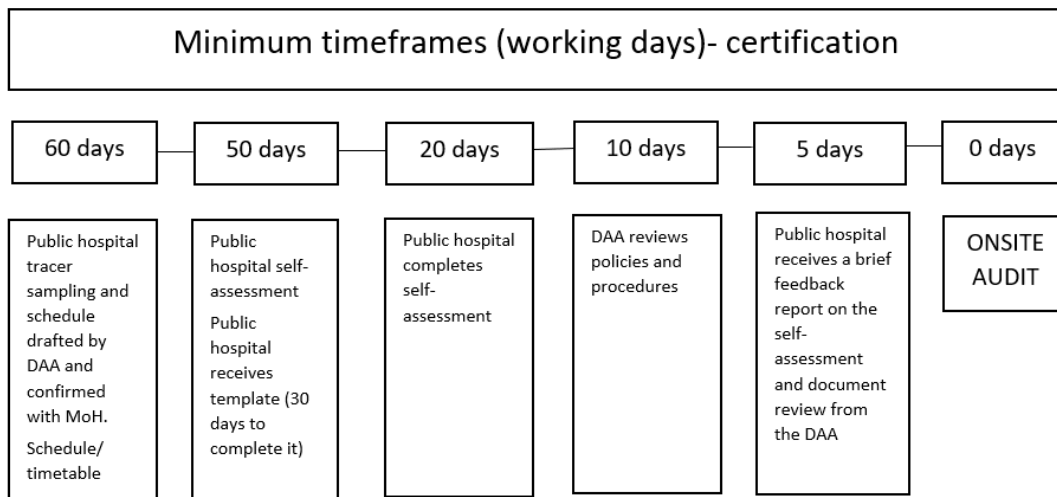 Minimum timeframes (working days)- certification
60 days
50 days
20 days
10 days
5 days
0 days
Public hospital
tracer
sampling and
schedule
drafted by
DAA and
confirmed
with MoH.
Schedule/
timetable
Public
hospital self-
assessment
Public
hospital
receives
template (30
days to
complete it)
Public hospital
completes
self-
assessment
DAA reviews
policies and
procedures
Public hospital
receives a brief
feedback
report on the
self-
assessment
and document
review from
the DAA
ONSITE
AUDIT